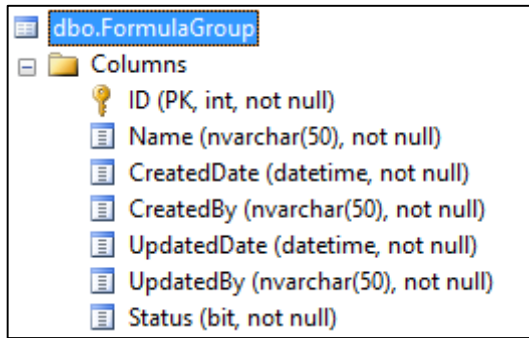 dbo.FormulaGroup
Columns
ID (PK, int, not null)
Name (nvarchar(50), not null)
CreatedDate (datetime, not null)
CreatedBy (nvarchar(50), not null)
UpdatedDate (datetime, not null)
UpdatedBy (nvarchar(50), not null)
Status (bit, not null)